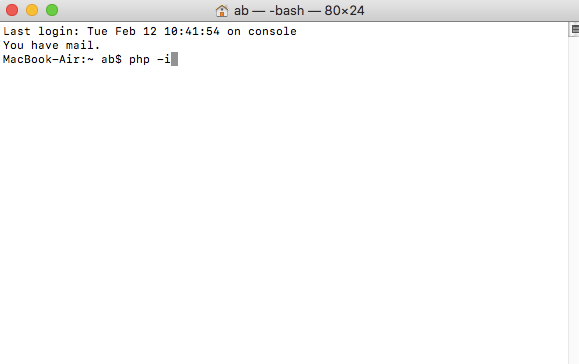 ab — -bash — 80×24
Last login: Tue Feb 12 10:41:54 on console
You have mail.
MacBook-Air:~ ab$ php -i